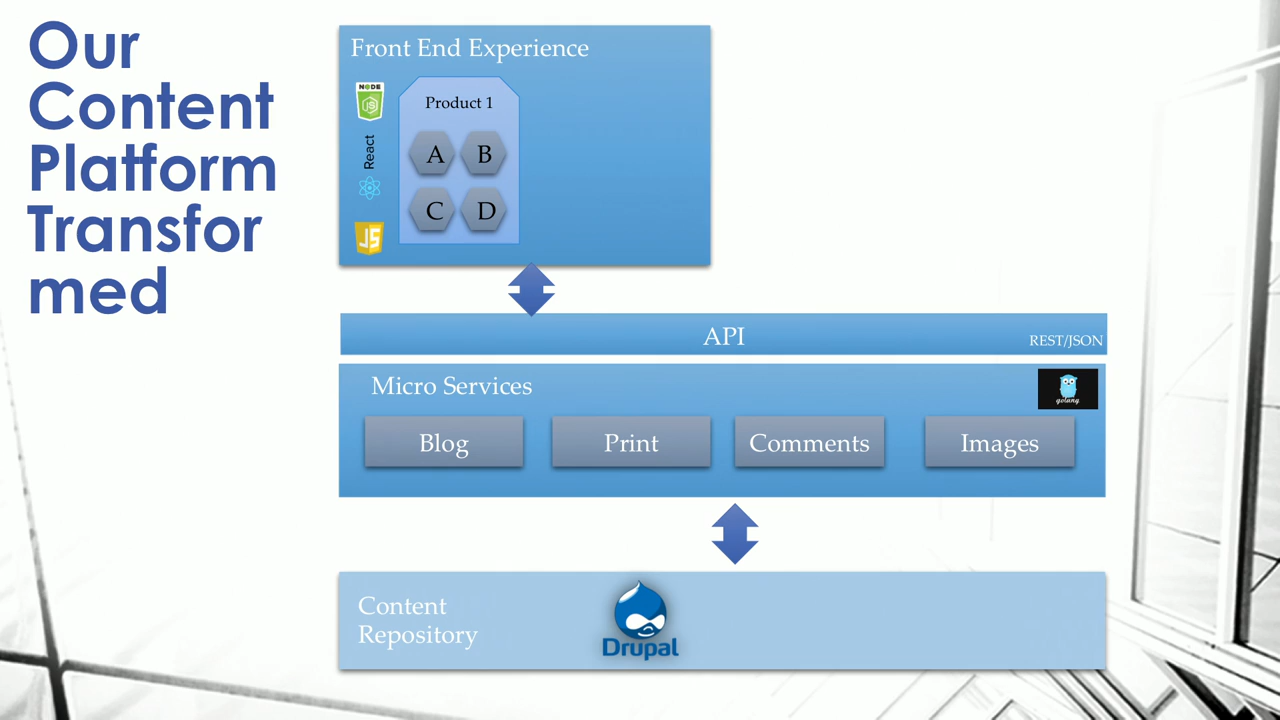 Our
Content
Platform
Transfor
med
Front End Experience
NODE
JS
React
JS
Product 1
A B
C D
API
REST/JSON
Micro Services
golang
Blog
Print
Comments
Images
Content
Repository
Drupal